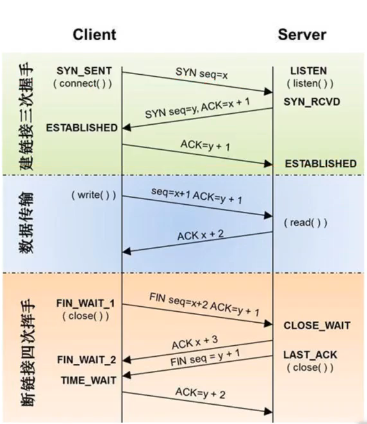 Client
Server
建链接三次握手
SYN_SENT
( connect( ) )
SYN seq=x
LISTEN
( listen( ) )
SYN seq=y, ACK=x + 1
SYN_RCVD
ESTABLISHED
ACK=y + 1
ESTABLISHED
数据传输
( write( ) )
seq=x+1 ACK=y + 1
( read( ) )
ACK x + 2
断链接四次挥手
FIN_WAIT_1
( close( ) )
FIN seq=x+2 ACK=y + 1
CLOSE_WAIT
ACK x + 3
FIN_WAIT_2
FIN seq = y + 1
LAST_ACK
( close( ) )
TIME_WAIT
ACK=y + 2